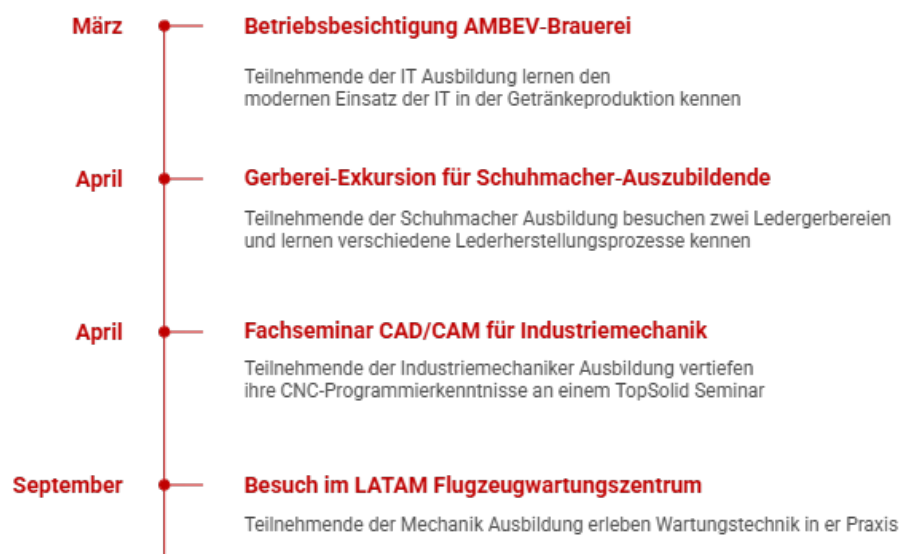 März
Betriebsbesichtigung AMBEV-Brauerei
Teilnehmende der IT Ausbildung lernen den
modernen Einsatz der IT in der Getränkeproduktion kennen
April
Gerberei-Exkursion für Schuhmacher-Auszubildende
Teilnehmende der Schuhmacher Ausbildung besuchen zwei Ledergerbereien
und lernen verschiedene Lederherstellungsprozesse kennen
April
Fachseminar CAD/CAM für Industriemechanik
Teilnehmende der Industriemechaniker Ausbildung vertiefen
ihre CNC-Programmierkenntnisse an einem TopSolid Seminar
September
Besuch im LATAM Flugzeugwartungszentrum
Teilnehmende der Mechanik Ausbildung erleben Wartungstechnik in er Praxis